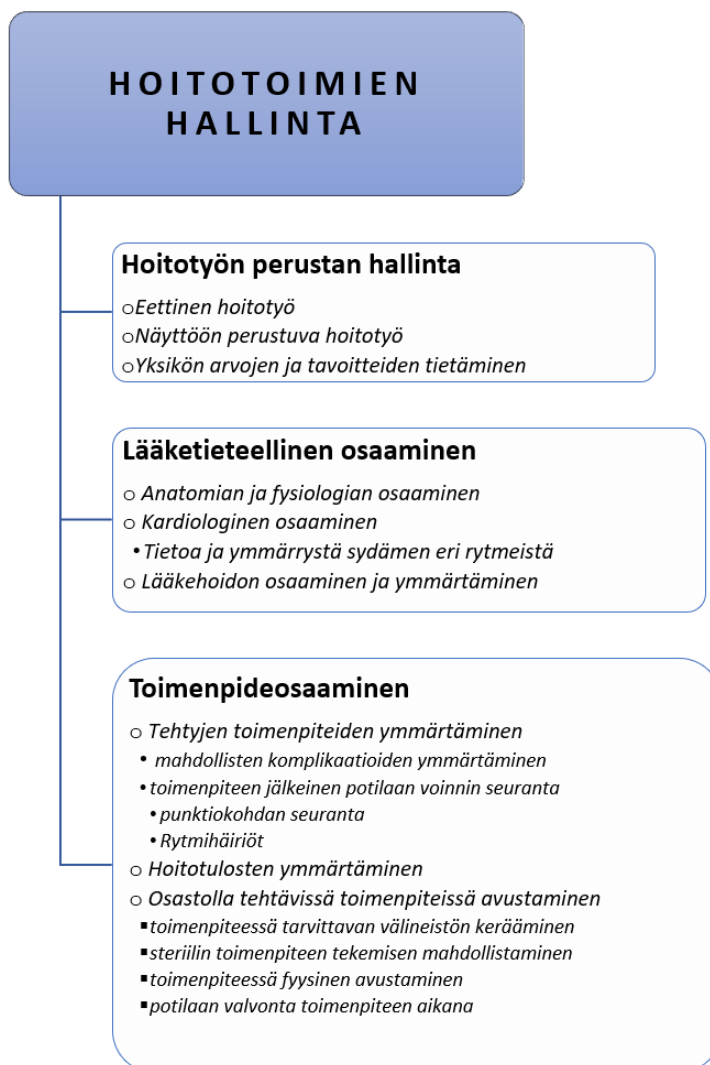 HOITOTOIMIEN
HALLINTA
Hoitotyön perustan hallinta
oEettinen hoitotyö
oNäyttöön perustuva hoitotyö
oYksikön arvojen ja tavoitteiden tietäminen
Lääketieteellinen osaaminen
o Anatomian ja fysiologian osaaminen
o Kardiologinen osaaminen
•Tietoa ja ymmärrystä sydämen eri rytmeistä
o Lääkehoidon osaaminen ja ymmärtäminen
Toimenpideosaaminen
o Tehtyjen toimenpiteiden ymmärtäminen
• mahdollisten komplikaatioiden ymmärtäminen
•toimenpiteen jälkeinen potilaan voinnin seuranta
•punktiokohdan seuranta
•Rytmihäiriöt
o Hoitotulosten ymmärtäminen
o Osastolla tehtävissä toimenpiteissä avustaminen
▪toimenpiteessä tarvittavan välineistön kerääminen
▪steriilin toimenpiteen tekemisen mahdollistaminen
▪toimenpiteessä fyysinen avustaminen
▪potilaan valvonta toimenpiteen aikana